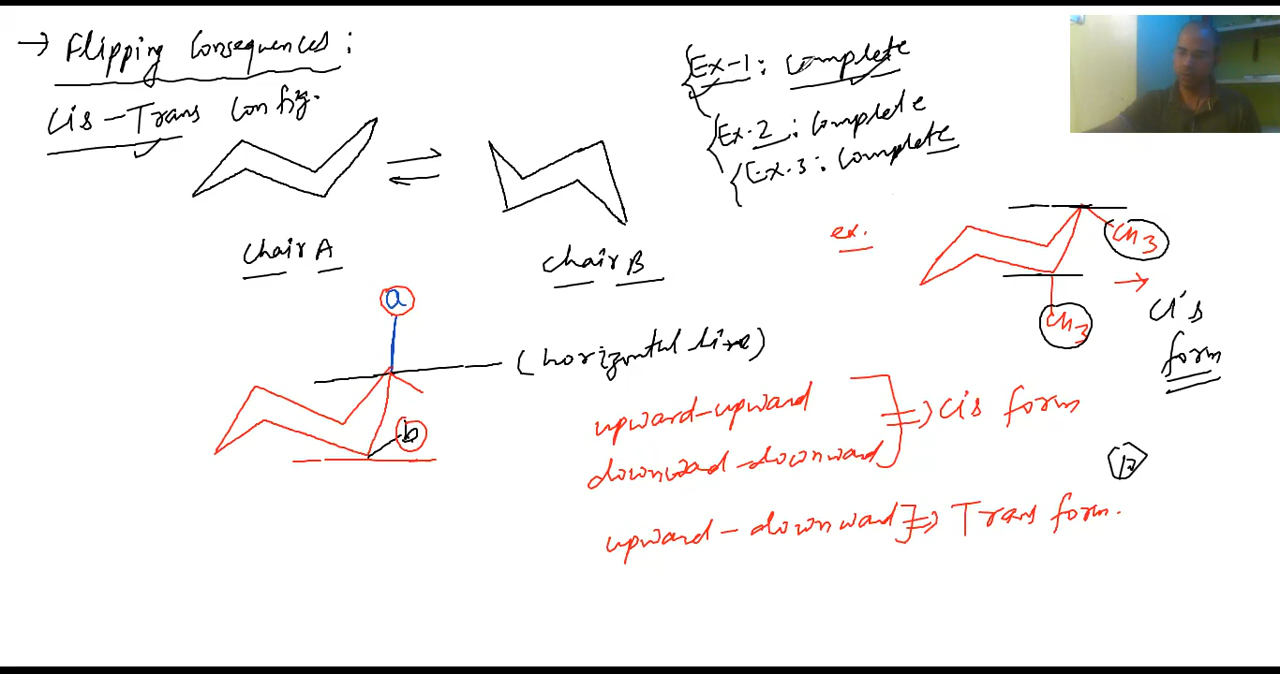 → Flipping Consequences:
Cis-Trans Config.
Ex-1: Complete
Ex-2: Complete
Ex-3: Complete
Chair A
Chair B
ex.
CH3
CH3
→ Cis
form
a
b
(horizontal line)
upward-upward
downward-downward
⇒ Cis form
upward-downward ⇒ Trans form.